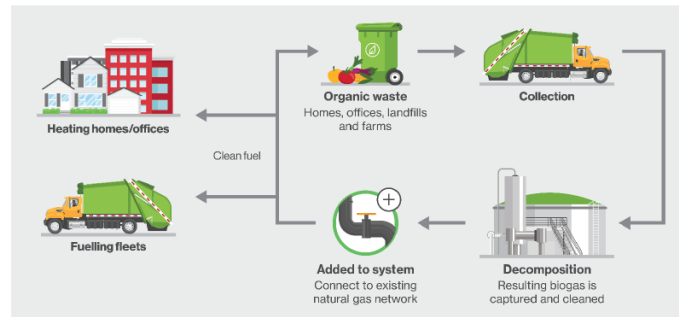 Organic waste
Homes, offices, landfills
and farms
Collection
Heating homes/offices
Clean fuel
Fuelling fleets
Added to system
Connect to existing
natural gas network
Decomposition
Resulting biogas is
captured and cleaned